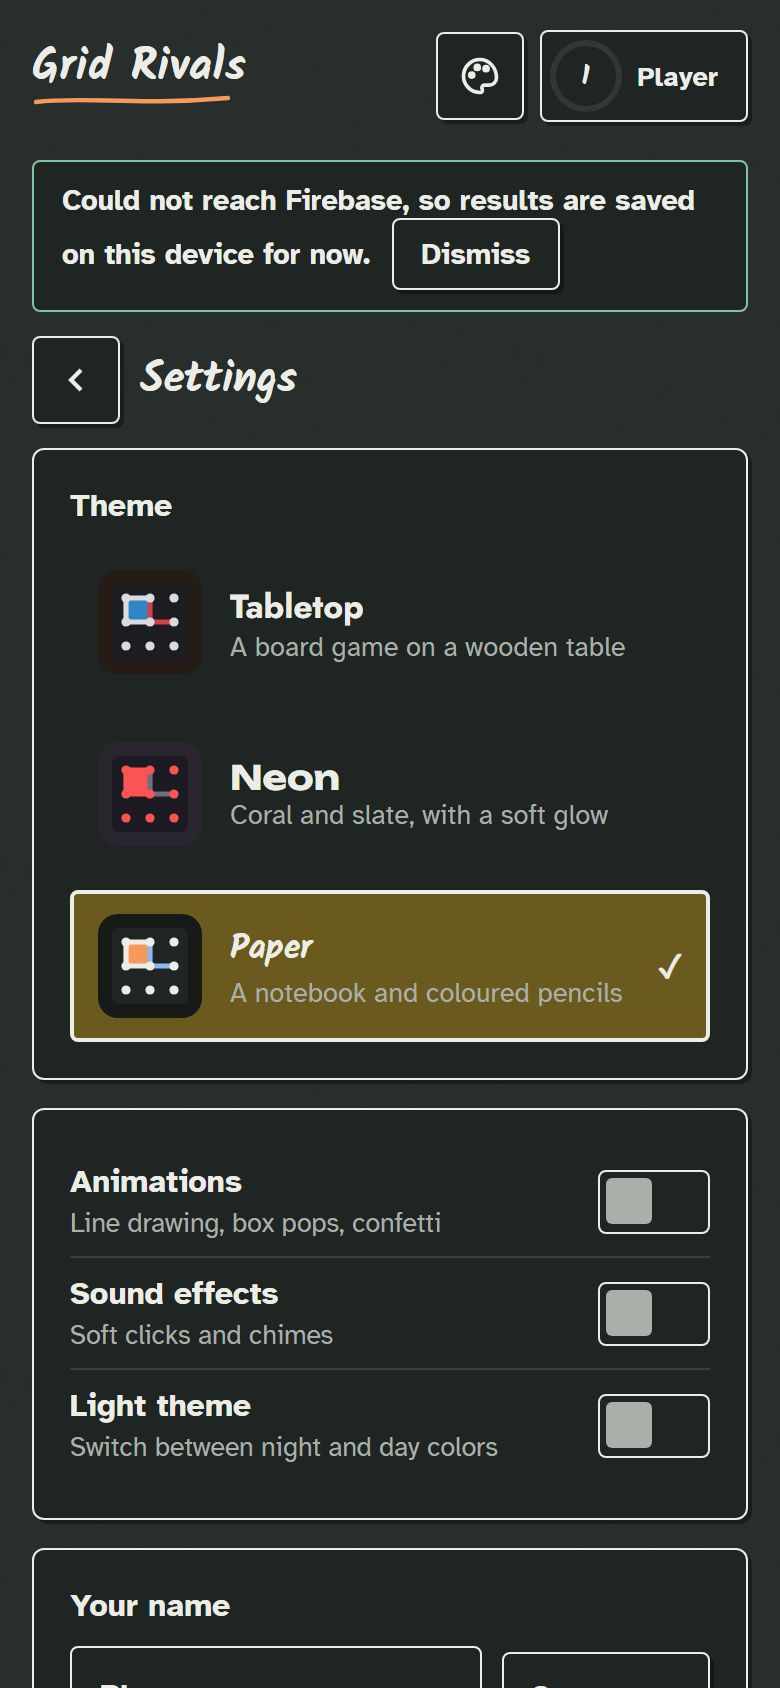 Grid Rivals
1 Player
Could not reach Firebase, so results are saved
on this device for now. Dismiss
Settings
Theme
Tabletop
A board game on a wooden table
Neon
Coral and slate, with a soft glow
Paper
A notebook and coloured pencils
Animations
Line drawing, box pops, confetti
Sound effects
Soft clicks and chimes
Light theme
Switch between night and day colors
Your name